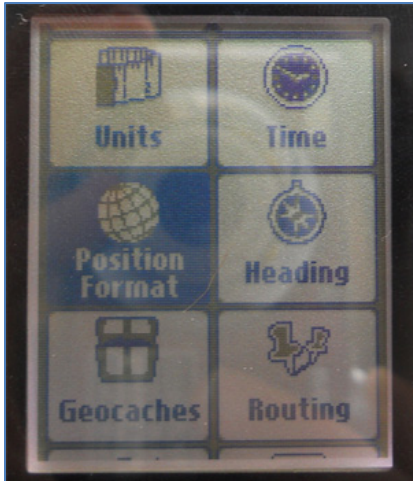 Units
Time
Position
Format
Heading
Geocaches
Routing